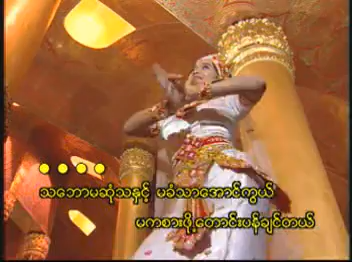 သဘောမဆုံသနှင့် မခံသာအောင်ကွယ်
မကစားဖို့တောင်းပန်ချင်တယ်